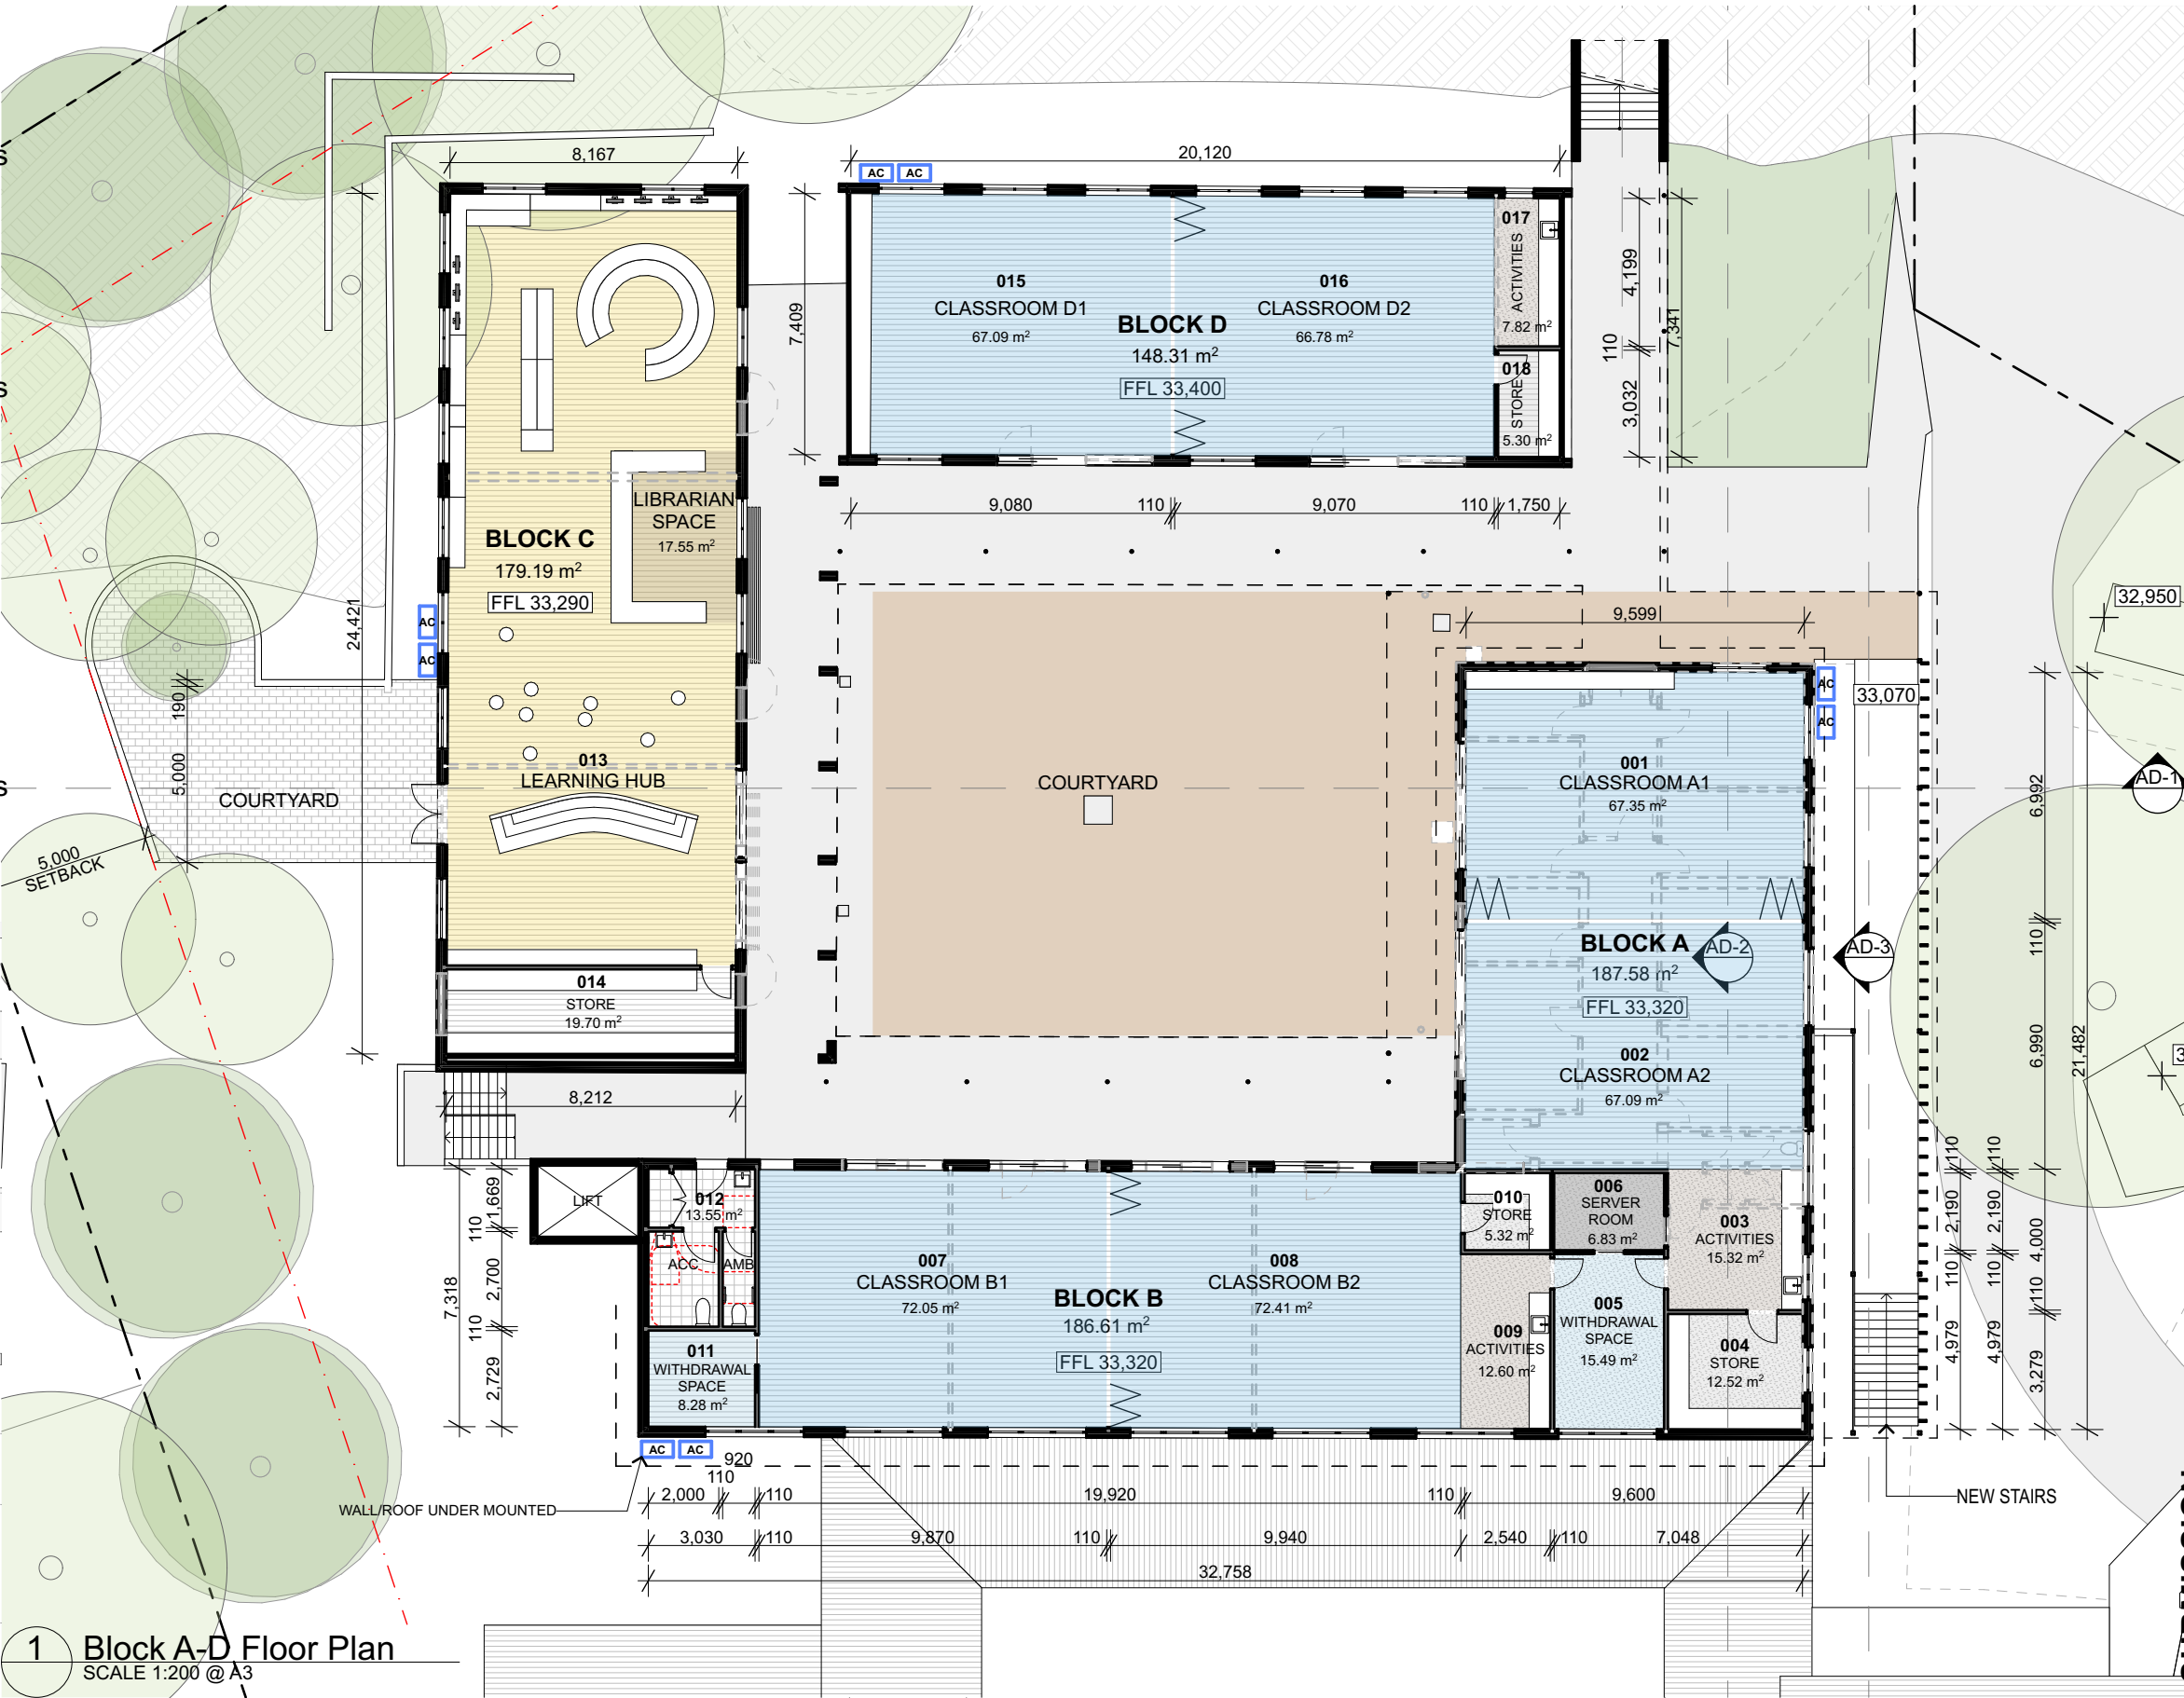 8,167
20,120
AC AC
017
ACTIVITIES
7.82 m²
4,199
110
7,341
3,032
018
STORE
5.30 m²
015
CLASSROOM D1
67.09 m²
016
CLASSROOM D2
66.78 m²
BLOCK D
148.31 m²
FFL 33,400
7,409
9,080 110 9,070 110 1,750
LIBRARIAN
SPACE
17.55 m²
BLOCK C
179.19 m²
FFL 33,290
AC
AC
24,421
190
5,000
COURTYARD
5,000
SETBACK
013
LEARNING HUB
014
STORE
19.70 m²
8,212
COURTYARD
9,599
32,950
33,070
AC
AC
001
CLASSROOM A1
67.35 m²
AD-1
6,992
BLOCK A
187.58 m²
FFL 33,320
AD-2
AD-3
110
6,990
21,482
002
CLASSROOM A2
67.09 m²
LIFT
012
13.55 m²
ACC
AMB
1,669
110
2,700
110
2,729
7,318
011
WITHDRAWAL
SPACE
8.28 m²
007
CLASSROOM B1
72.05 m²
008
CLASSROOM B2
72.41 m²
BLOCK B
186.61 m²
FFL 33,320
010
STORE
5.32 m²
006
SERVER
ROOM
6.83 m²
003
ACTIVITIES
15.32 m²
009
ACTIVITIES
12.60 m²
005
WITHDRAWAL
SPACE
15.49 m²
004
STORE
12.52 m²
110
2,190
110
4,979
110
2,190
110
4,979
4,000
110
3,279
AC AC
920
110
WALL/ROOF UNDER MOUNTED
2,000 110 19,920 110 9,600
NEW STAIRS
3,030 110 9,870 110 9,940 2,540 110 7,048
32,758
1
Block A-D Floor Plan
SCALE 1:200 @ A3